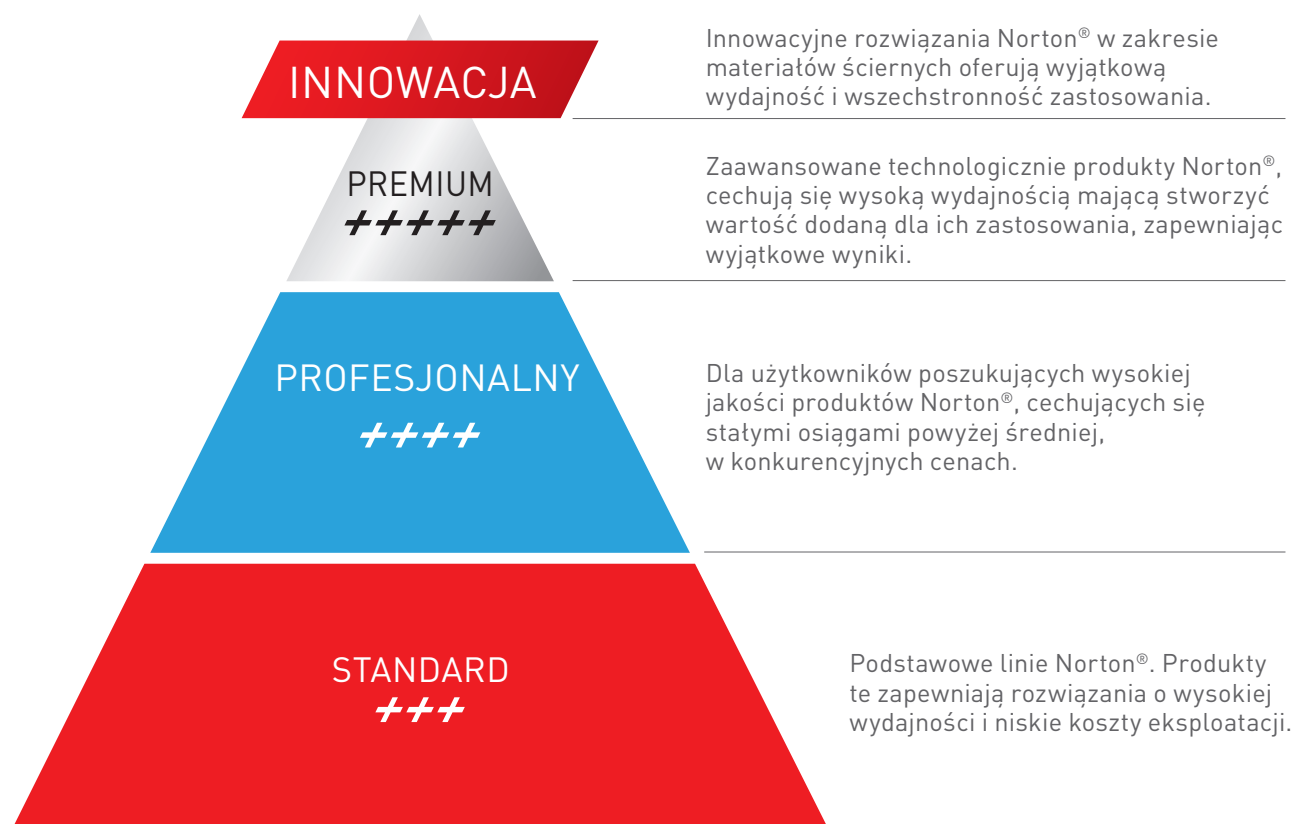 INNOWACJA
Innowacyjne rozwiązania Norton® w zakresie
materiałów ściernych oferują wyjątkową
wydajność i wszechstronność zastosowania.
PREMIUM
+++++
Zaawansowane technologicznie produkty Norton®,
cechują się wysoką wydajnością mającą stworzyć
wartość dodaną dla ich zastosowania, zapewniając
wyjątkowe wyniki.
PROFESJONALNY
++++
Dla użytkowników poszukujących wysokiej
jakości produktów Norton®, cechujących się
stałymi osiągami powyżej średniej,
w konkurencyjnych cenach.
STANDARD
+++
Podstawowe linie Norton®. Produkty
te zapewniają rozwiązania o wysokiej
wydajności i niskie koszty eksploatacji.